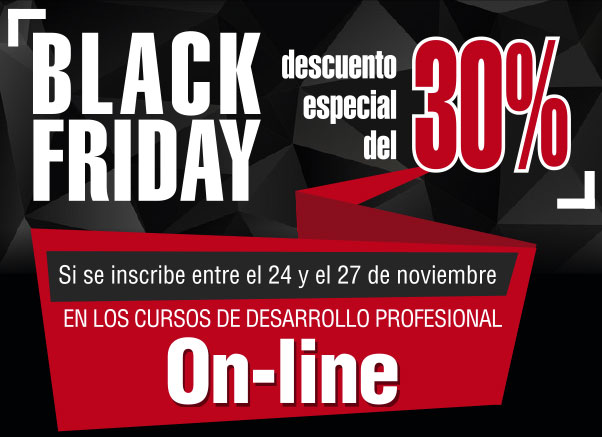 BLACK
FRIDAY
descuento
especial
del
30%
Si se inscribe entre el 24 y el 27 de noviembre
EN LOS CURSOS DE DESARROLLO PROFESIONAL
On-line